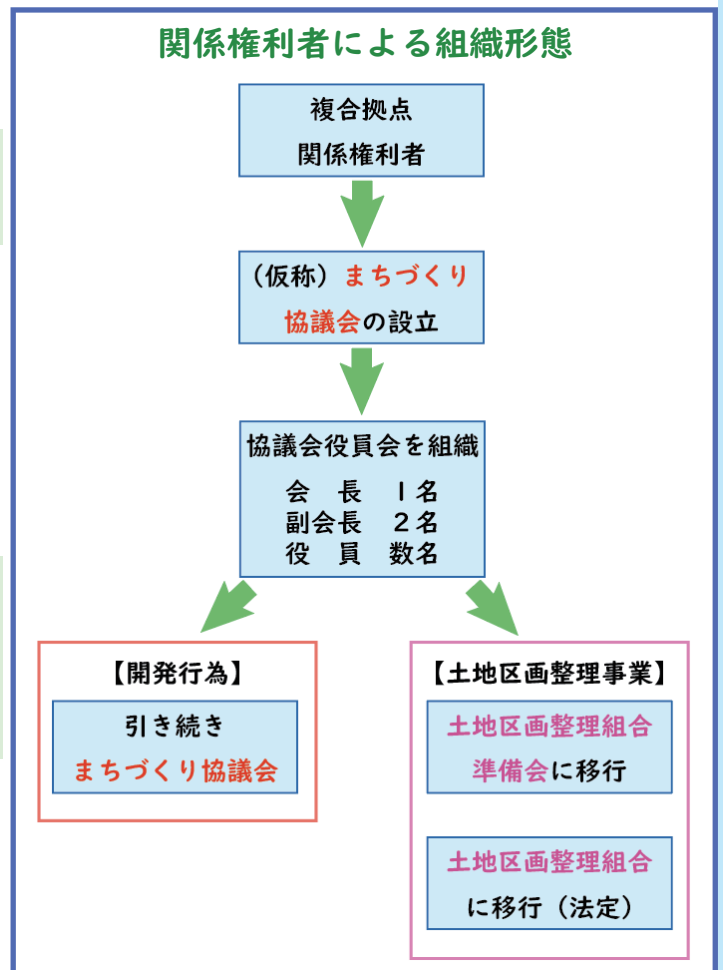 関係権利者による組織形態
複合拠点
関係権利者
（仮称）まちづくり
協議会の設立
協議会役員会を組織
会　長　１名
副会長　２名
役　員　数名
【開発行為】
引き続き
まちづくり協議会
【土地区画整理事業】
土地区画整理組合
準備会に移行
土地区画整理組合
に移行（法定）